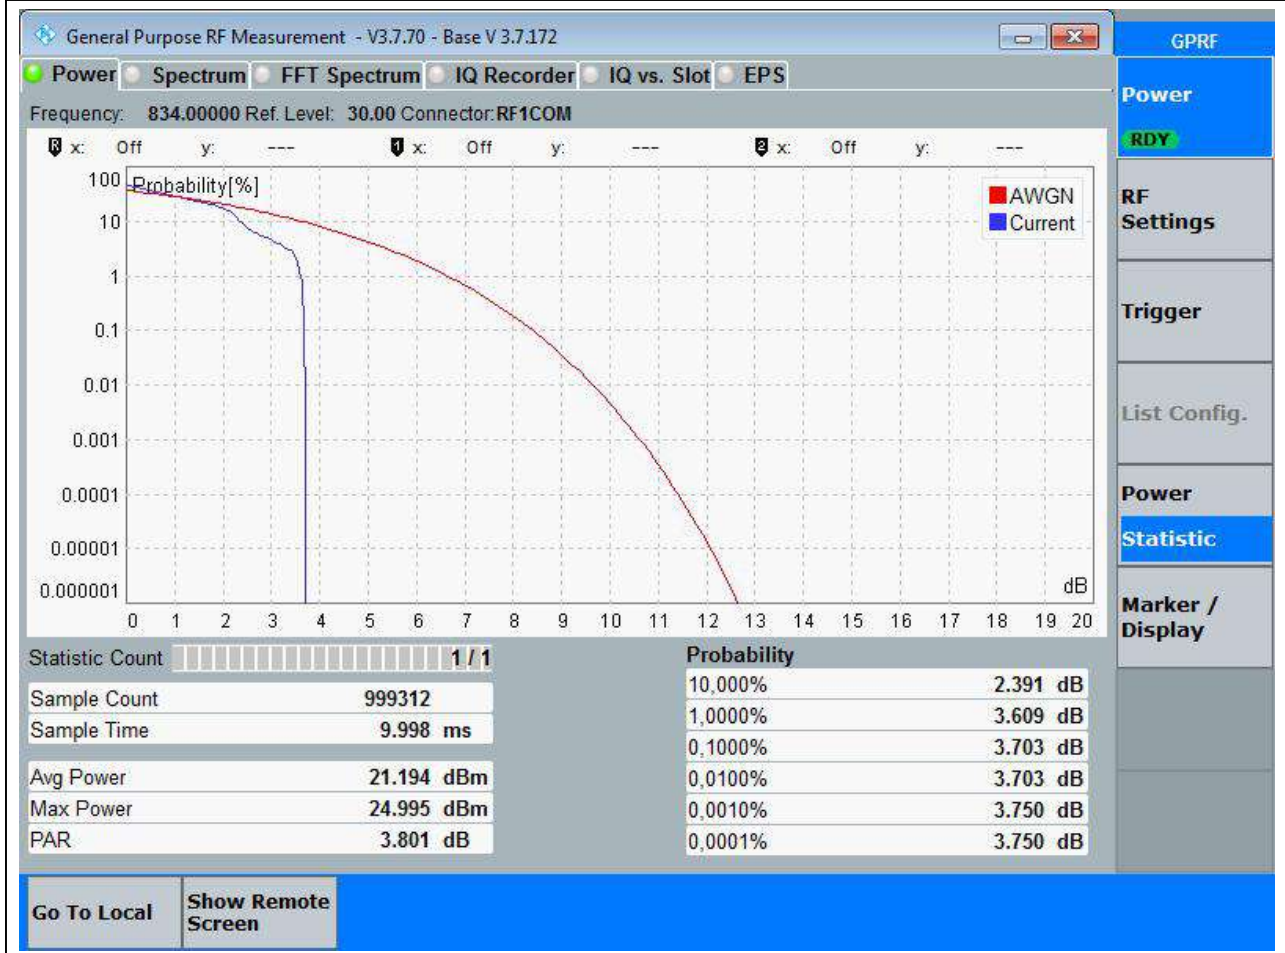 General Purpose RF Measurement - V3.7.70 - Base V 3.7.172
GPRF
Power Spectrum FFT Spectrum IQ Recorder IQ vs. Slot EPS
Frequency: 834.00000 Ref. Level: 30.00 Connector: RF1COM
R x: Off y: --- 1 x: Off y: --- 2 x: Off y: ---
Probability[%]
AWGN
Current
100
10
1
0.1
0.01
0.001
0.0001
0.00001
0.000001
dB
0 1 2 3 4 5 6 7 8 9 10 11 12 13 14 15 16 17 18 19 20
Statistic Count 1 / 1
Sample Count 999312
Sample Time 9.998 ms
Avg Power 21.194 dBm
Max Power 24.995 dBm
PAR 3.801 dB
Probability
10,000% 2.391 dB
1,0000% 3.609 dB
0,1000% 3.703 dB
0,0100% 3.703 dB
0,0010% 3.750 dB
0,0001% 3.750 dB
Power
RDY
RF
Settings
Trigger
List Config.
Power
Statistic
Marker /
Display
Go To Local
Show Remote
Screen